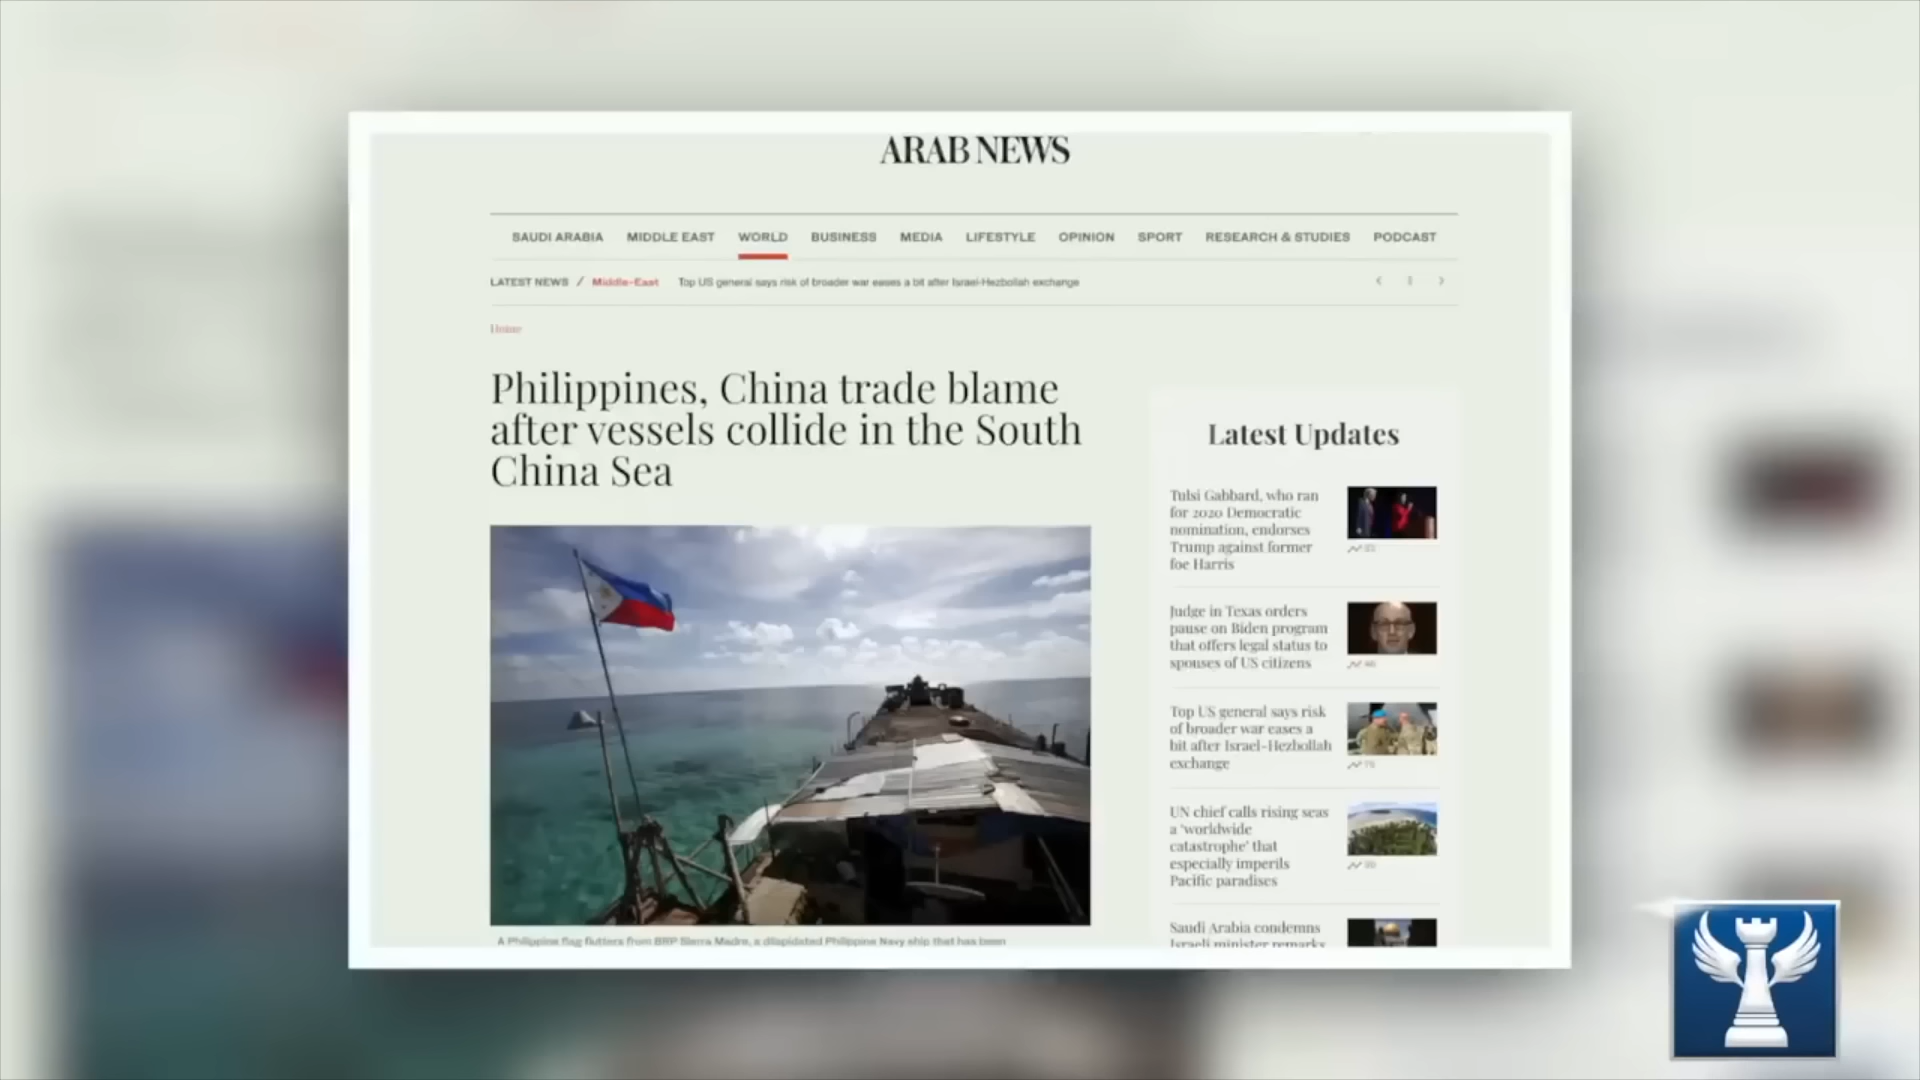 ARAB NEWS
SAUDI ARABIA MIDDLE EAST WORLD BUSINESS MEDIA LIFESTYLE OPINION SPORT RESEARCH & STUDIES PODCAST
LATEST NEWS / Middle-East Top US general says risk of broader war eases a bit after Israel-Hezbollah exchange
Home
Philippines, China trade blame
after vessels collide in the South
China Sea
A Philippine flag flutters from BRP Sierra Madre, a dilapidated Philippine Navy ship that has been
Latest Updates
Tulsi Gabbard, who ran
for 2020 Democratic
nomination, endorses
Trump against former
foe Harris
Judge in Texas orders
pause on Biden program
that offers legal status to
spouses of US citizens
Top US general says risk
of broader war eases a
bit after Israel-Hezbollah
exchange
UN chief calls rising seas
a 'worldwide
catastrophe' that
especially imperils
Pacific paradises
Saudi Arabia condemns
Israeli minister remarks